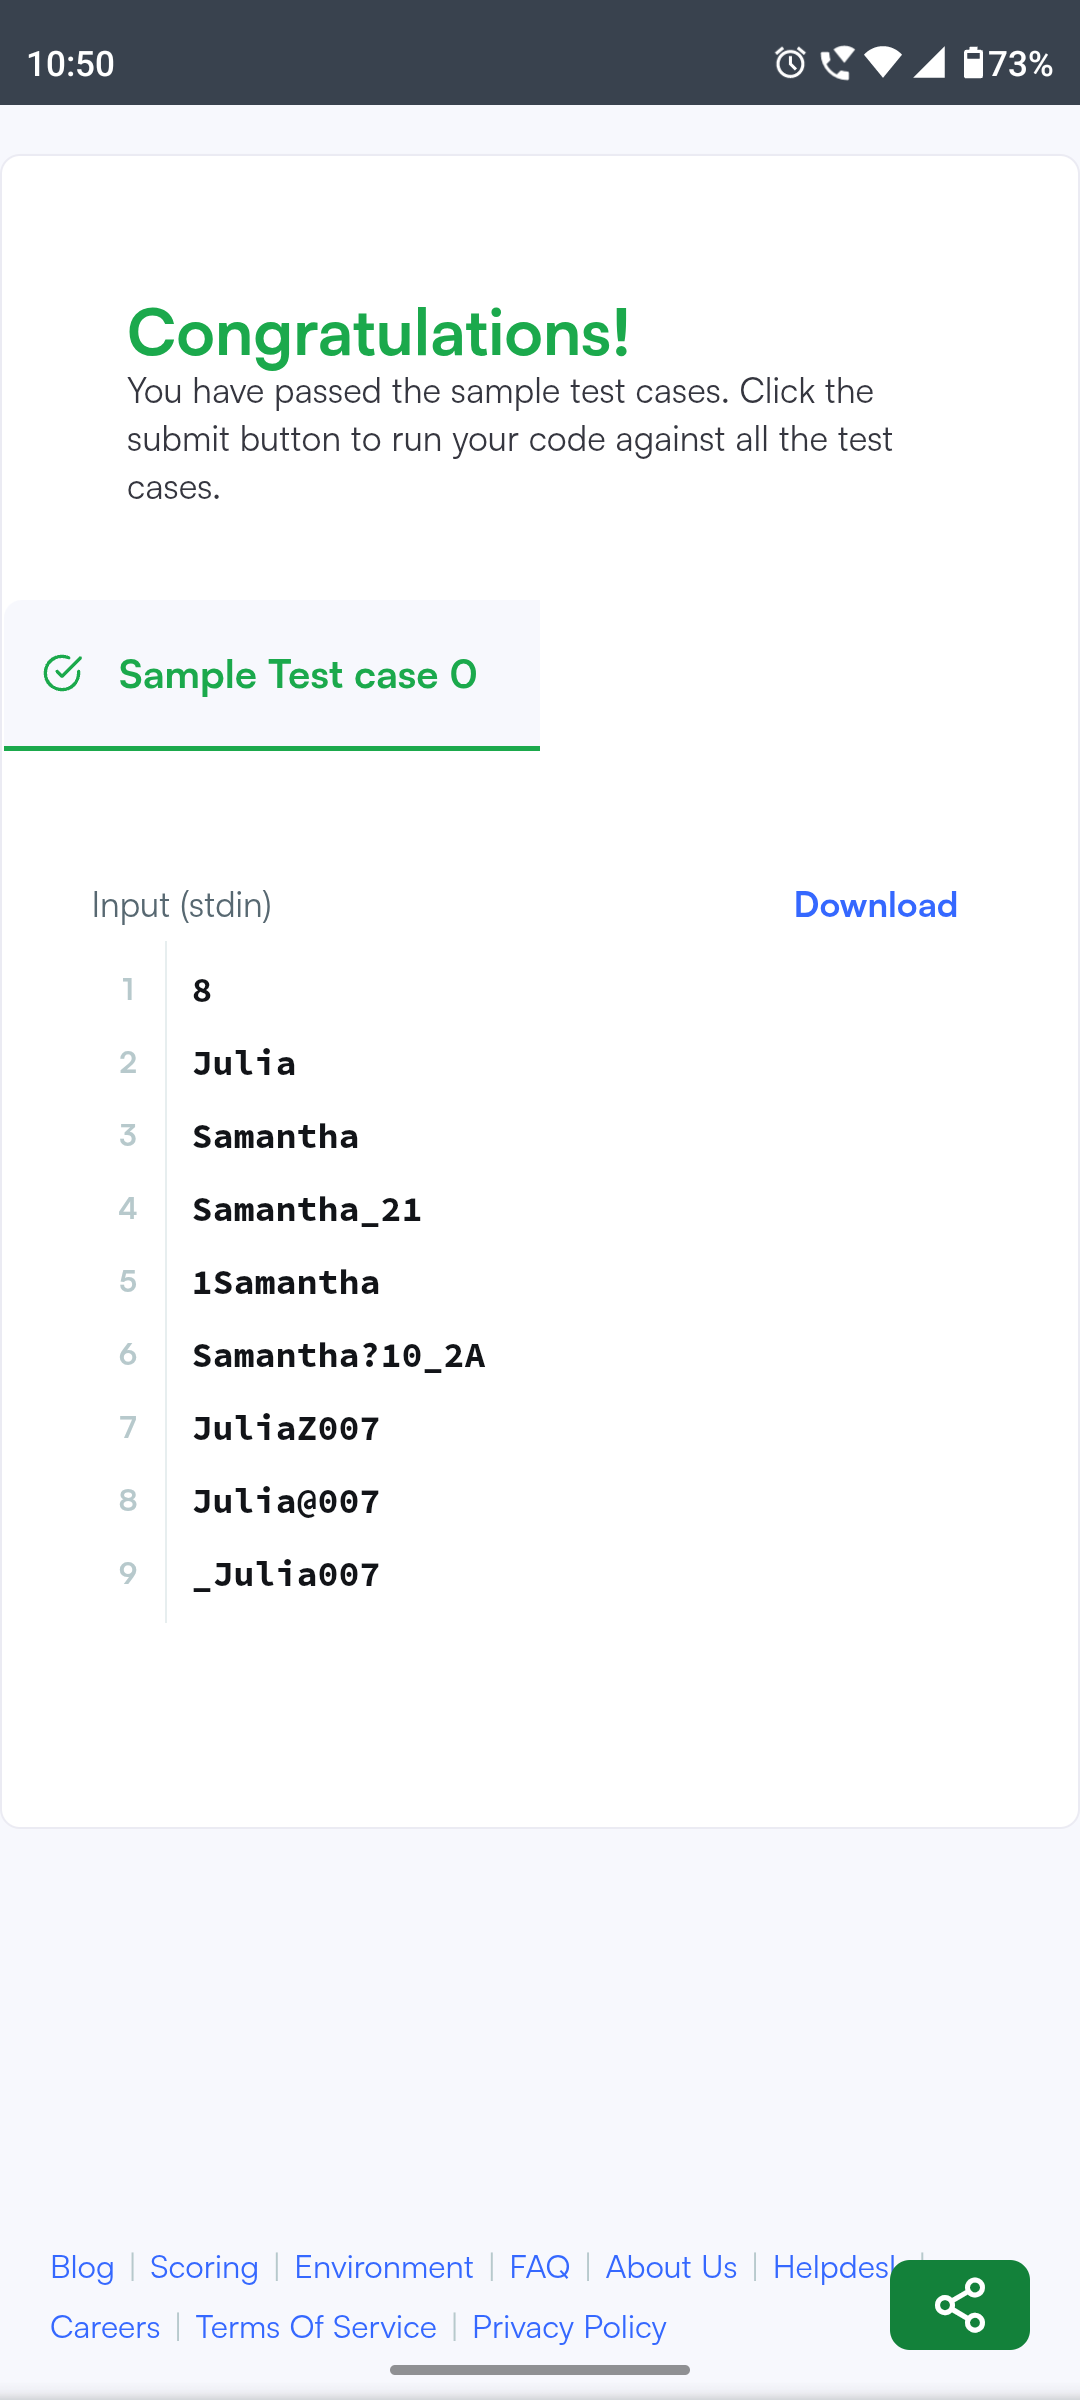 10:50 73%
Congratulations!
You have passed the sample test cases. Click the
submit button to run your code against all the test
cases.
Sample Test case 0
Input (stdin) Download
1 8
2 Julia
3 Samantha
4 Samantha_21
5 1Samantha
6 Samantha?10_2A
7 JuliaZ007
8 Julia@007
9 _Julia007
Blog | Scoring | Environment | FAQ | About Us | Helpdesk |
Careers | Terms Of Service | Privacy Policy